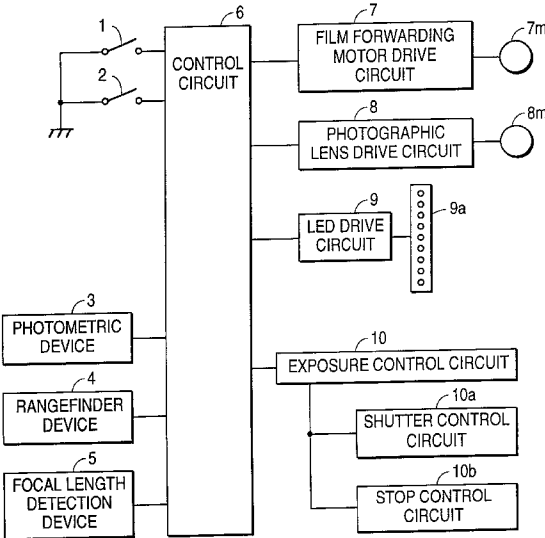 1
2
6
CONTROL
CIRCUIT
7
FILM FORWARDING
MOTOR DRIVE
CIRCUIT
7m
8
PHOTOGRAPHIC
LENS DRIVE CIRCUIT
8m
9
LED DRIVE
CIRCUIT
9a
3
PHOTOMETRIC
DEVICE
4
RANGEFINDER
DEVICE
5
FOCAL LENGTH
DETECTION
DEVICE
10
EXPOSURE CONTROL CIRCUIT
10a
SHUTTER CONTROL
CIRCUIT
10b
STOP CONTROL
CIRCUIT